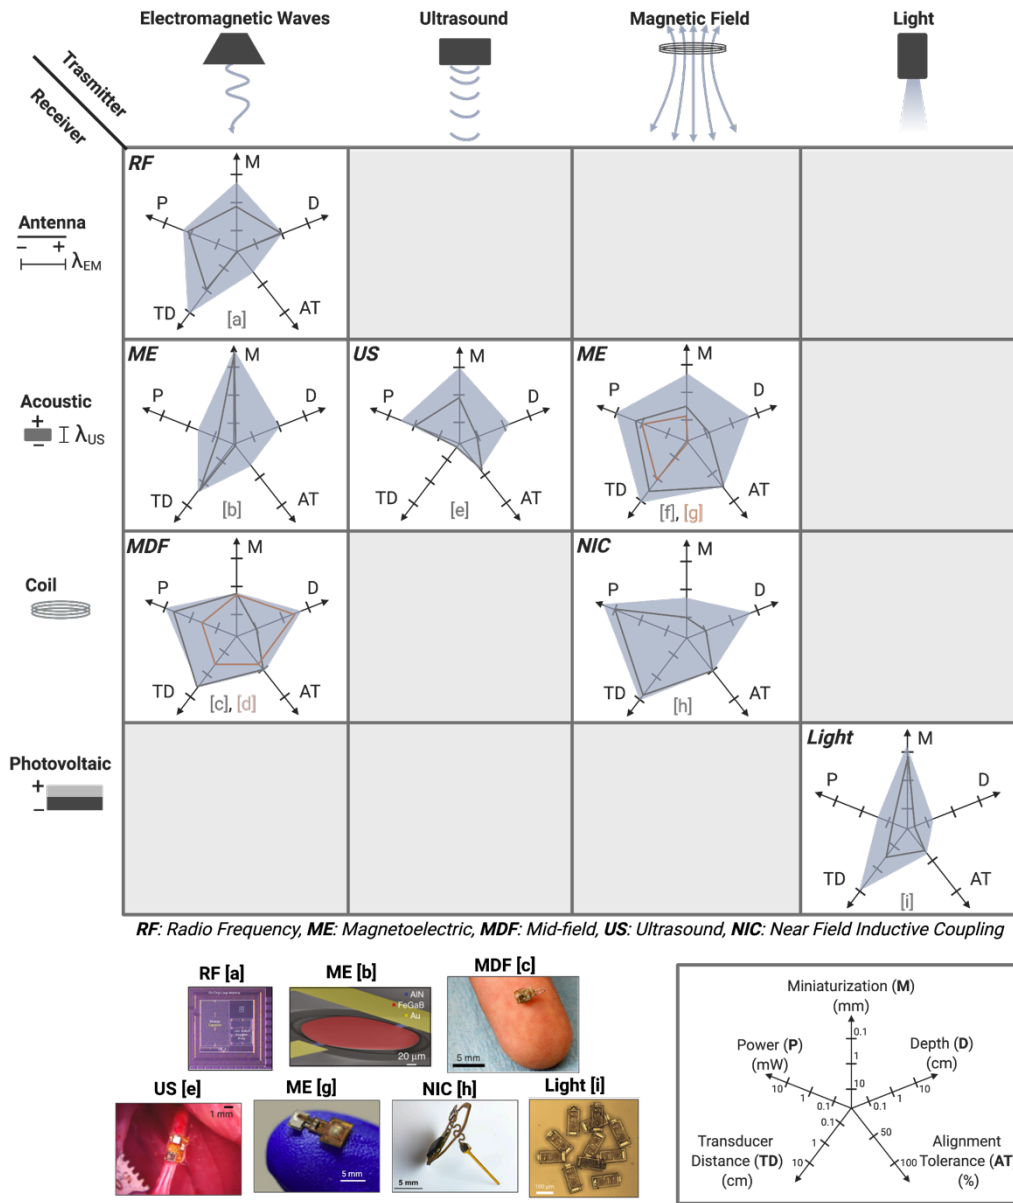 Electromagnetic Waves
Ultrasound
Magnetic Field
Light
Trasmitter
Receiver
Antenna
− +
λEM
RF
M
P
D
TD
AT
[a]
Acoustic
+
−
λUS
ME
M
P
D
TD
AT
[b]
US
M
P
D
TD
AT
[e]
ME
M
P
D
TD
AT
[f], [g]
Coil
MDF
M
P
D
TD
AT
[c], [d]
NIC
M
P
D
TD
AT
[h]
Photovoltaic
+
−
Light
M
P
D
TD
AT
[i]
RF: Radio Frequency, ME: Magnetoelectric, MDF: Mid-field, US: Ultrasound, NIC: Near Field Inductive Coupling
RF [a]
ME [b]
AlN
FeGaB
Au
20 µm
MDF [c]
5 mm
US [e]
1 mm
ME [g]
5 mm
NIC [h]
5 mm
Light [i]
100 µm
Miniaturization (M)
(mm)
0.1
1
10
Power (P)
(mW)
10
1
0.1
Depth (D)
(cm)
0.1
1
10
Transducer
Distance (TD)
(cm)
0.1
1
10
Alignment
Tolerance (AT)
(%)
50
100